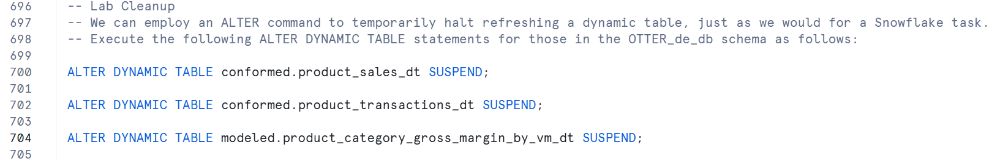 696 -- Lab Cleanup
697 -- We can employ an ALTER command to temporarily halt refreshing a dynamic table, just as we would for a Snowflake task.
698 -- Execute the following ALTER DYNAMIC TABLE statements for those in the OTTER_de_db schema as follows:
699
700 ALTER DYNAMIC TABLE conformed.product_sales_dt SUSPEND;
701
702 ALTER DYNAMIC TABLE conformed.product_transactions_dt SUSPEND;
703
704 ALTER DYNAMIC TABLE modeled.product_category_gross_margin_by_vm_dt SUSPEND;
705